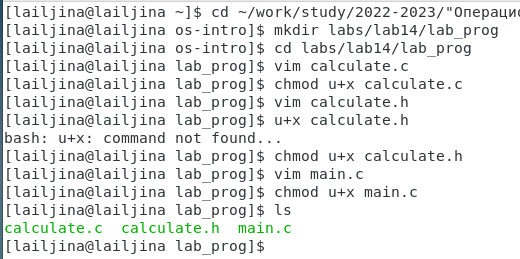 [lailjina@lailjina ~]$ cd ~/work/study/2022-2023/"Операцио
[lailjina@lailjina os-intro]$ mkdir labs/lab14/lab_prog
[lailjina@lailjina os-intro]$ cd labs/lab14/lab_prog
[lailjina@lailjina lab_prog]$ vim calculate.c
[lailjina@lailjina lab_prog]$ chmod u+x calculate.c
[lailjina@lailjina lab_prog]$ vim calculate.h
[lailjina@lailjina lab_prog]$ u+x calculate.h
bash: u+x: command not found...
[lailjina@lailjina lab_prog]$ chmod u+x calculate.h
[lailjina@lailjina lab_prog]$ vim main.c
[lailjina@lailjina lab_prog]$ chmod u+x main.c
[lailjina@lailjina lab_prog]$ ls
calculate.c  calculate.h  main.c
[lailjina@lailjina lab_prog]$